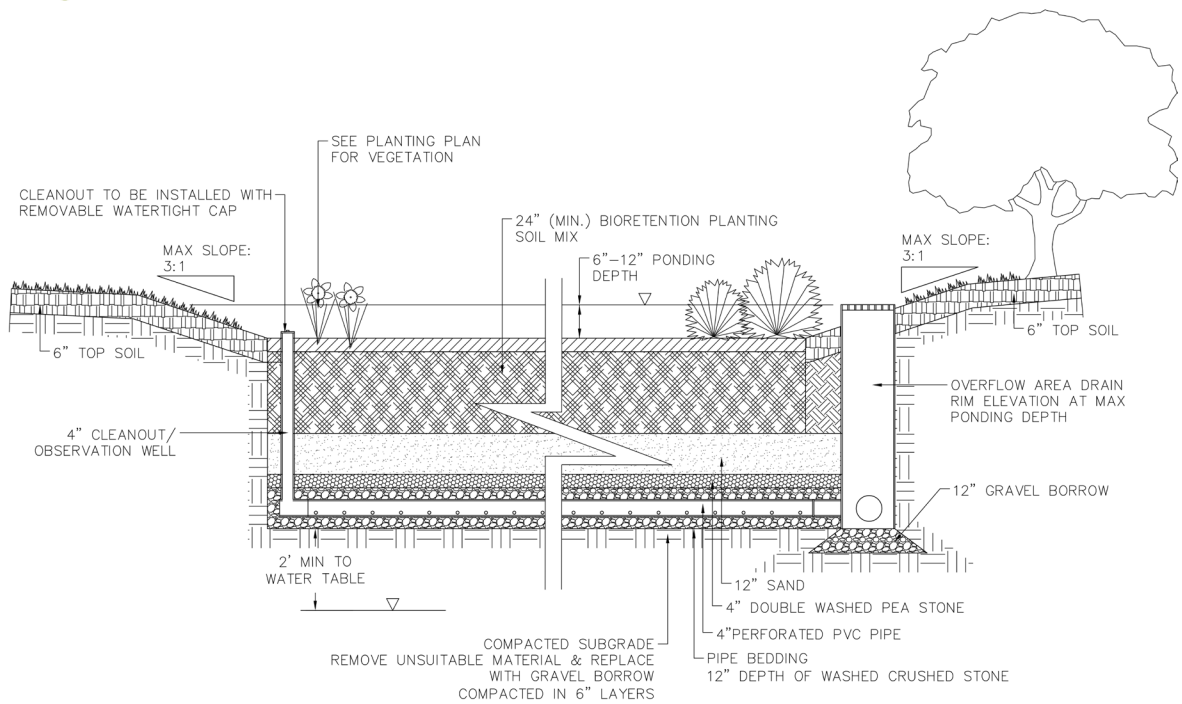 SEE PLANTING PLAN
FOR VEGETATION
CLEANOUT TO BE INSTALLED WITH
REMOVABLE WATERTIGHT CAP
24" (MIN.) BIORETENTION PLANTING
SOIL MIX
MAX SLOPE:
3:1
6"-12" PONDING
DEPTH
MAX SLOPE:
3:1
6" TOP SOIL
6" TOP SOIL
OVERFLOW AREA DRAIN
RIM ELEVATION AT MAX
PONDING DEPTH
4" CLEANOUT/
OBSERVATION WELL
12" GRAVEL BORROW
2' MIN TO
WATER TABLE
12" SAND
4" DOUBLE WASHED PEA STONE
4"PERFORATED PVC PIPE
COMPACTED SUBGRADE
REMOVE UNSUITABLE MATERIAL & REPLACE
WITH GRAVEL BORROW
COMPACTED IN 6" LAYERS
PIPE BEDDING
12" DEPTH OF WASHED CRUSHED STONE